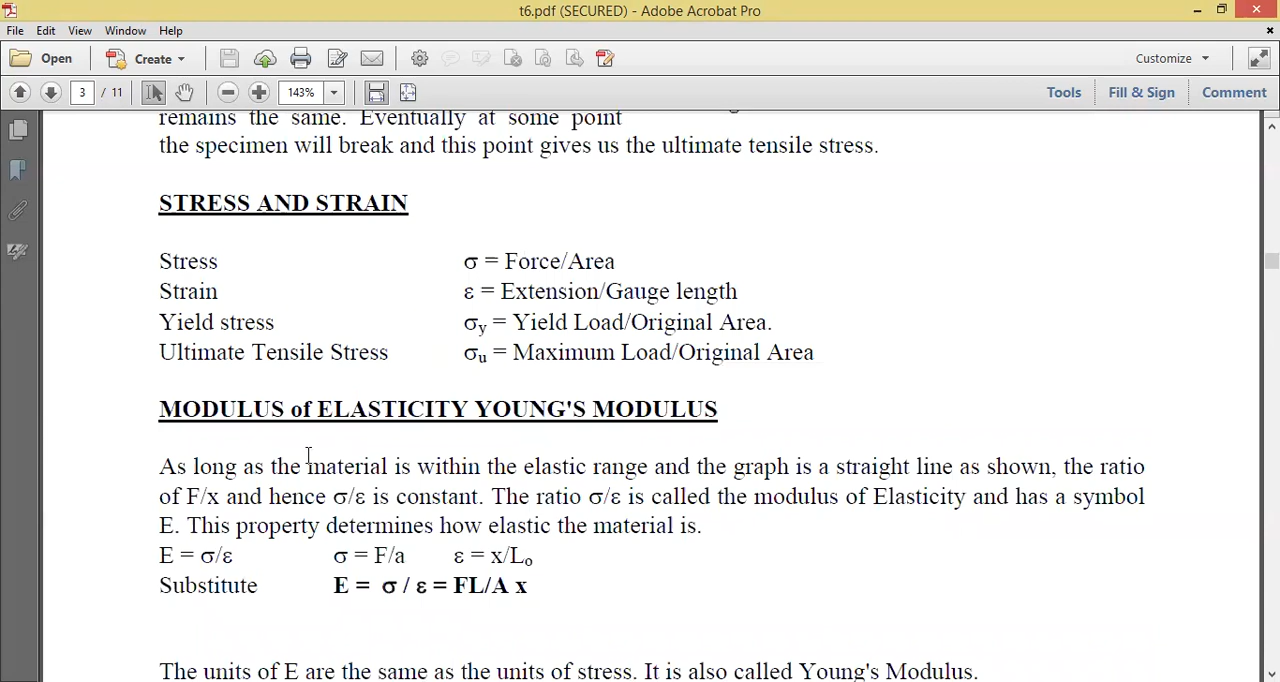 t6.pdf (SECURED) - Adobe Acrobat Pro
File Edit View Window Help
Open Create Customize
3 / 11 143% Tools Fill & Sign Comment
remains the same. Eventually at some point
the specimen will break and this point gives us the ultimate tensile stress.
STRESS AND STRAIN
Stress σ = Force/Area
Strain ε = Extension/Gauge length
Yield stress σy = Yield Load/Original Area.
Ultimate Tensile Stress σu = Maximum Load/Original Area
MODULUS of ELASTICITY YOUNG'S MODULUS
As long as the material is within the elastic range and the graph is a straight line as shown, the ratio
of F/x and hence σ/ε is constant. The ratio σ/ε is called the modulus of Elasticity and has a symbol
E. This property determines how elastic the material is.
E = σ/ε σ = F/a ε = x/Lo
Substitute E = σ / ε = FL/A x
The units of E are the same as the units of stress. It is also called Young's Modulus.